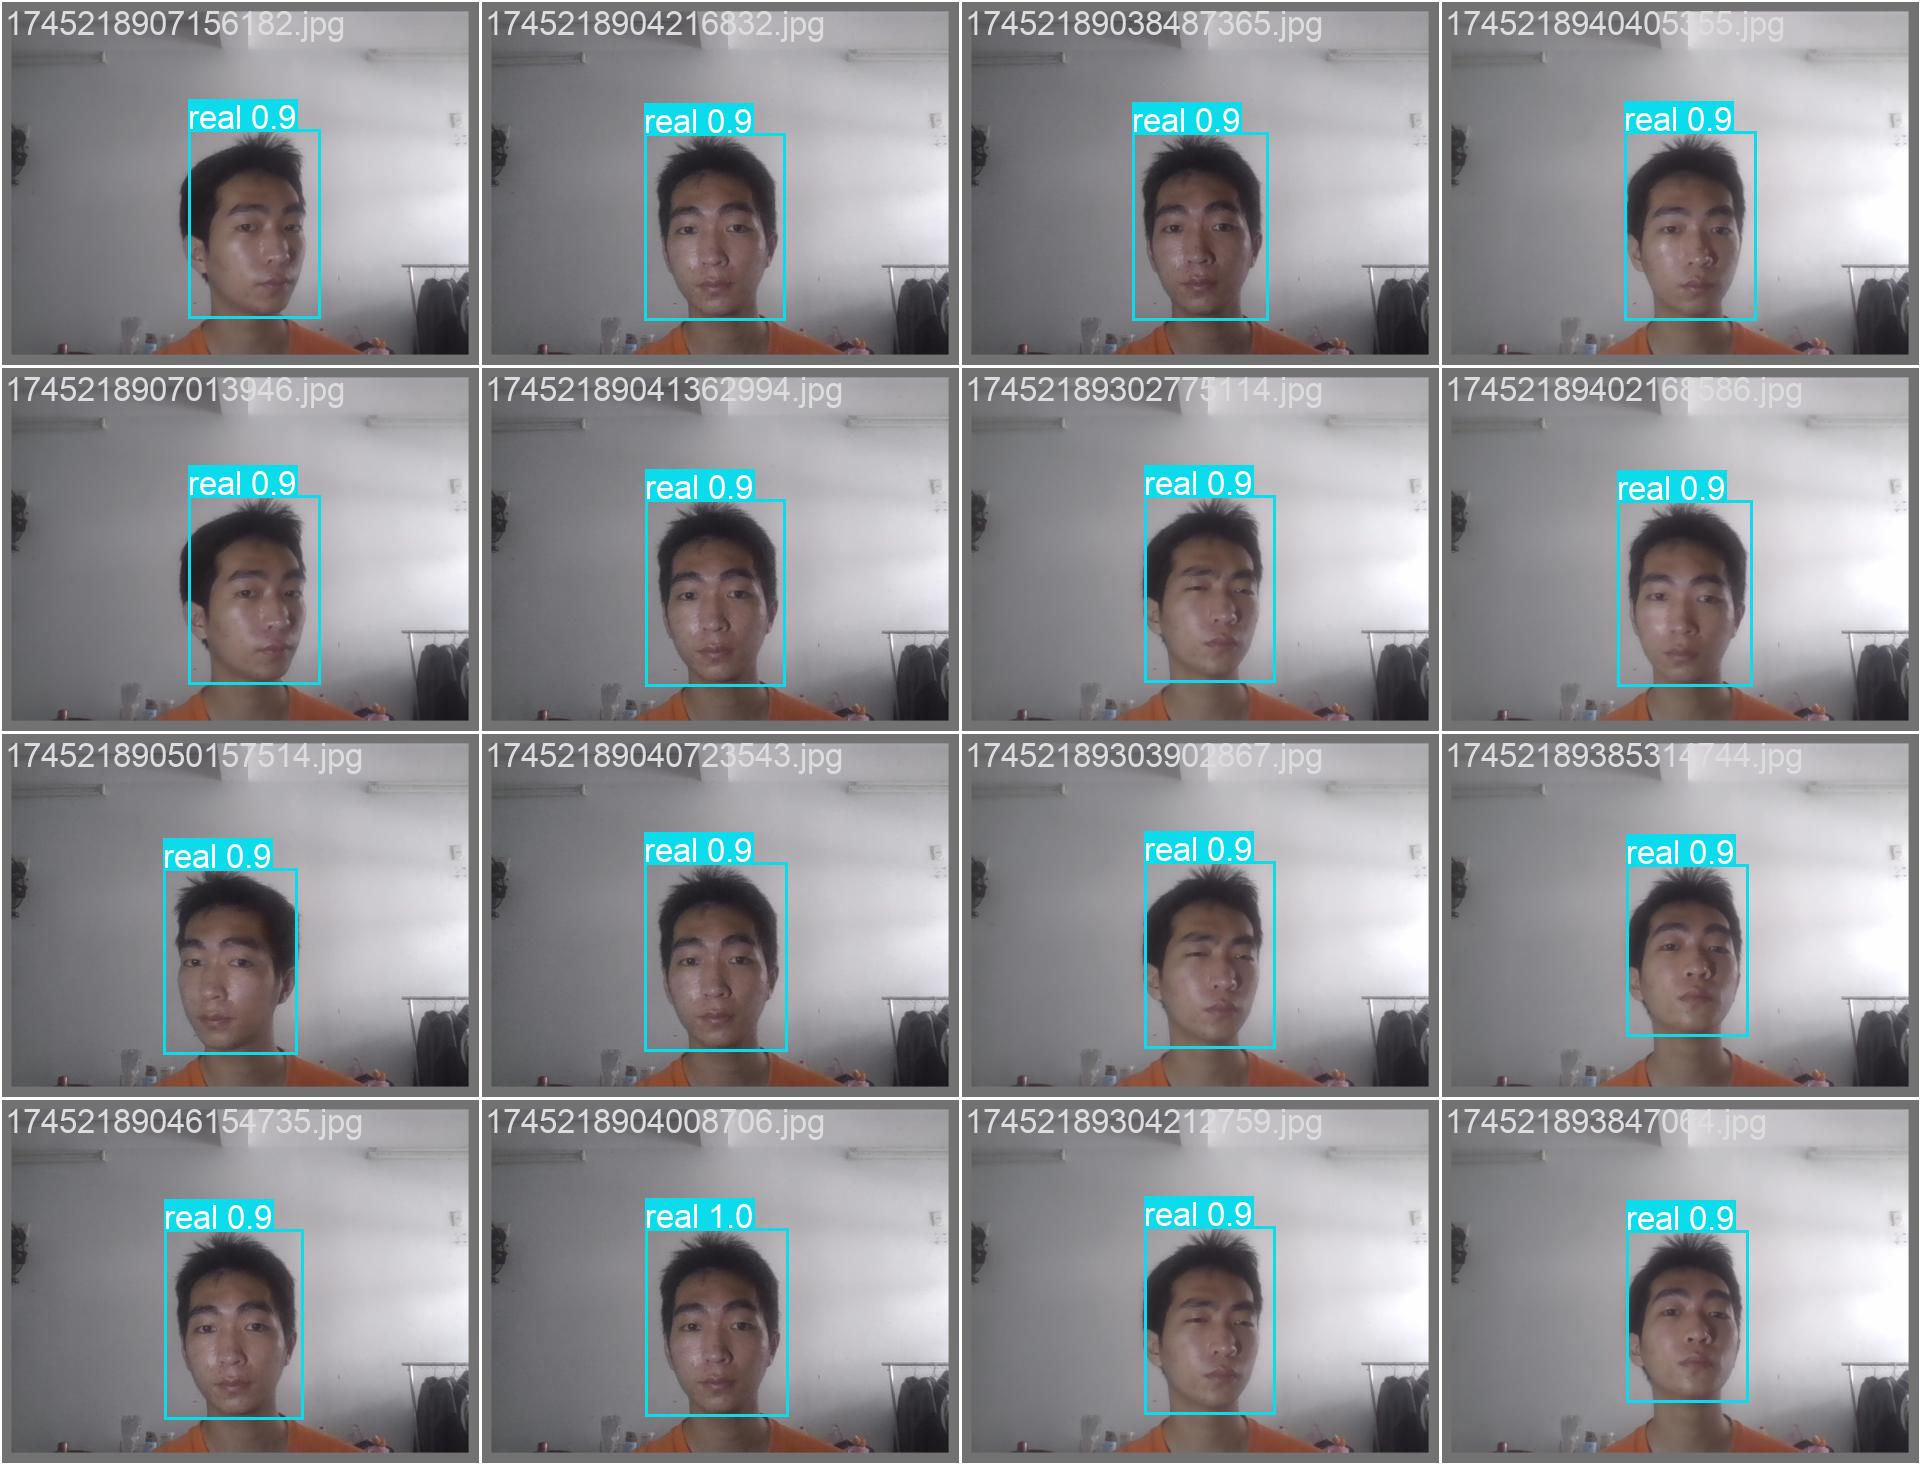 1745218907156182.jpg
1745218904216832.jpg
17452189038487365.jpg
1745218940405355.jpg
real 0.9
real 0.9
real 0.9
real 0.9
1745218907013946.jpg
17452189041362994.jpg
17452189302775114.jpg
17452189402168586.jpg
real 0.9
real 0.9
real 0.9
real 0.9
17452189050157514.jpg
17452189040723543.jpg
17452189303902867.jpg
17452189385314744.jpg
real 0.9
real 0.9
real 0.9
real 0.9
17452189046154735.jpg
1745218904008706.jpg
17452189304212759.jpg
174521893847064.jpg
real 0.9
real 1.0
real 0.9
real 0.9